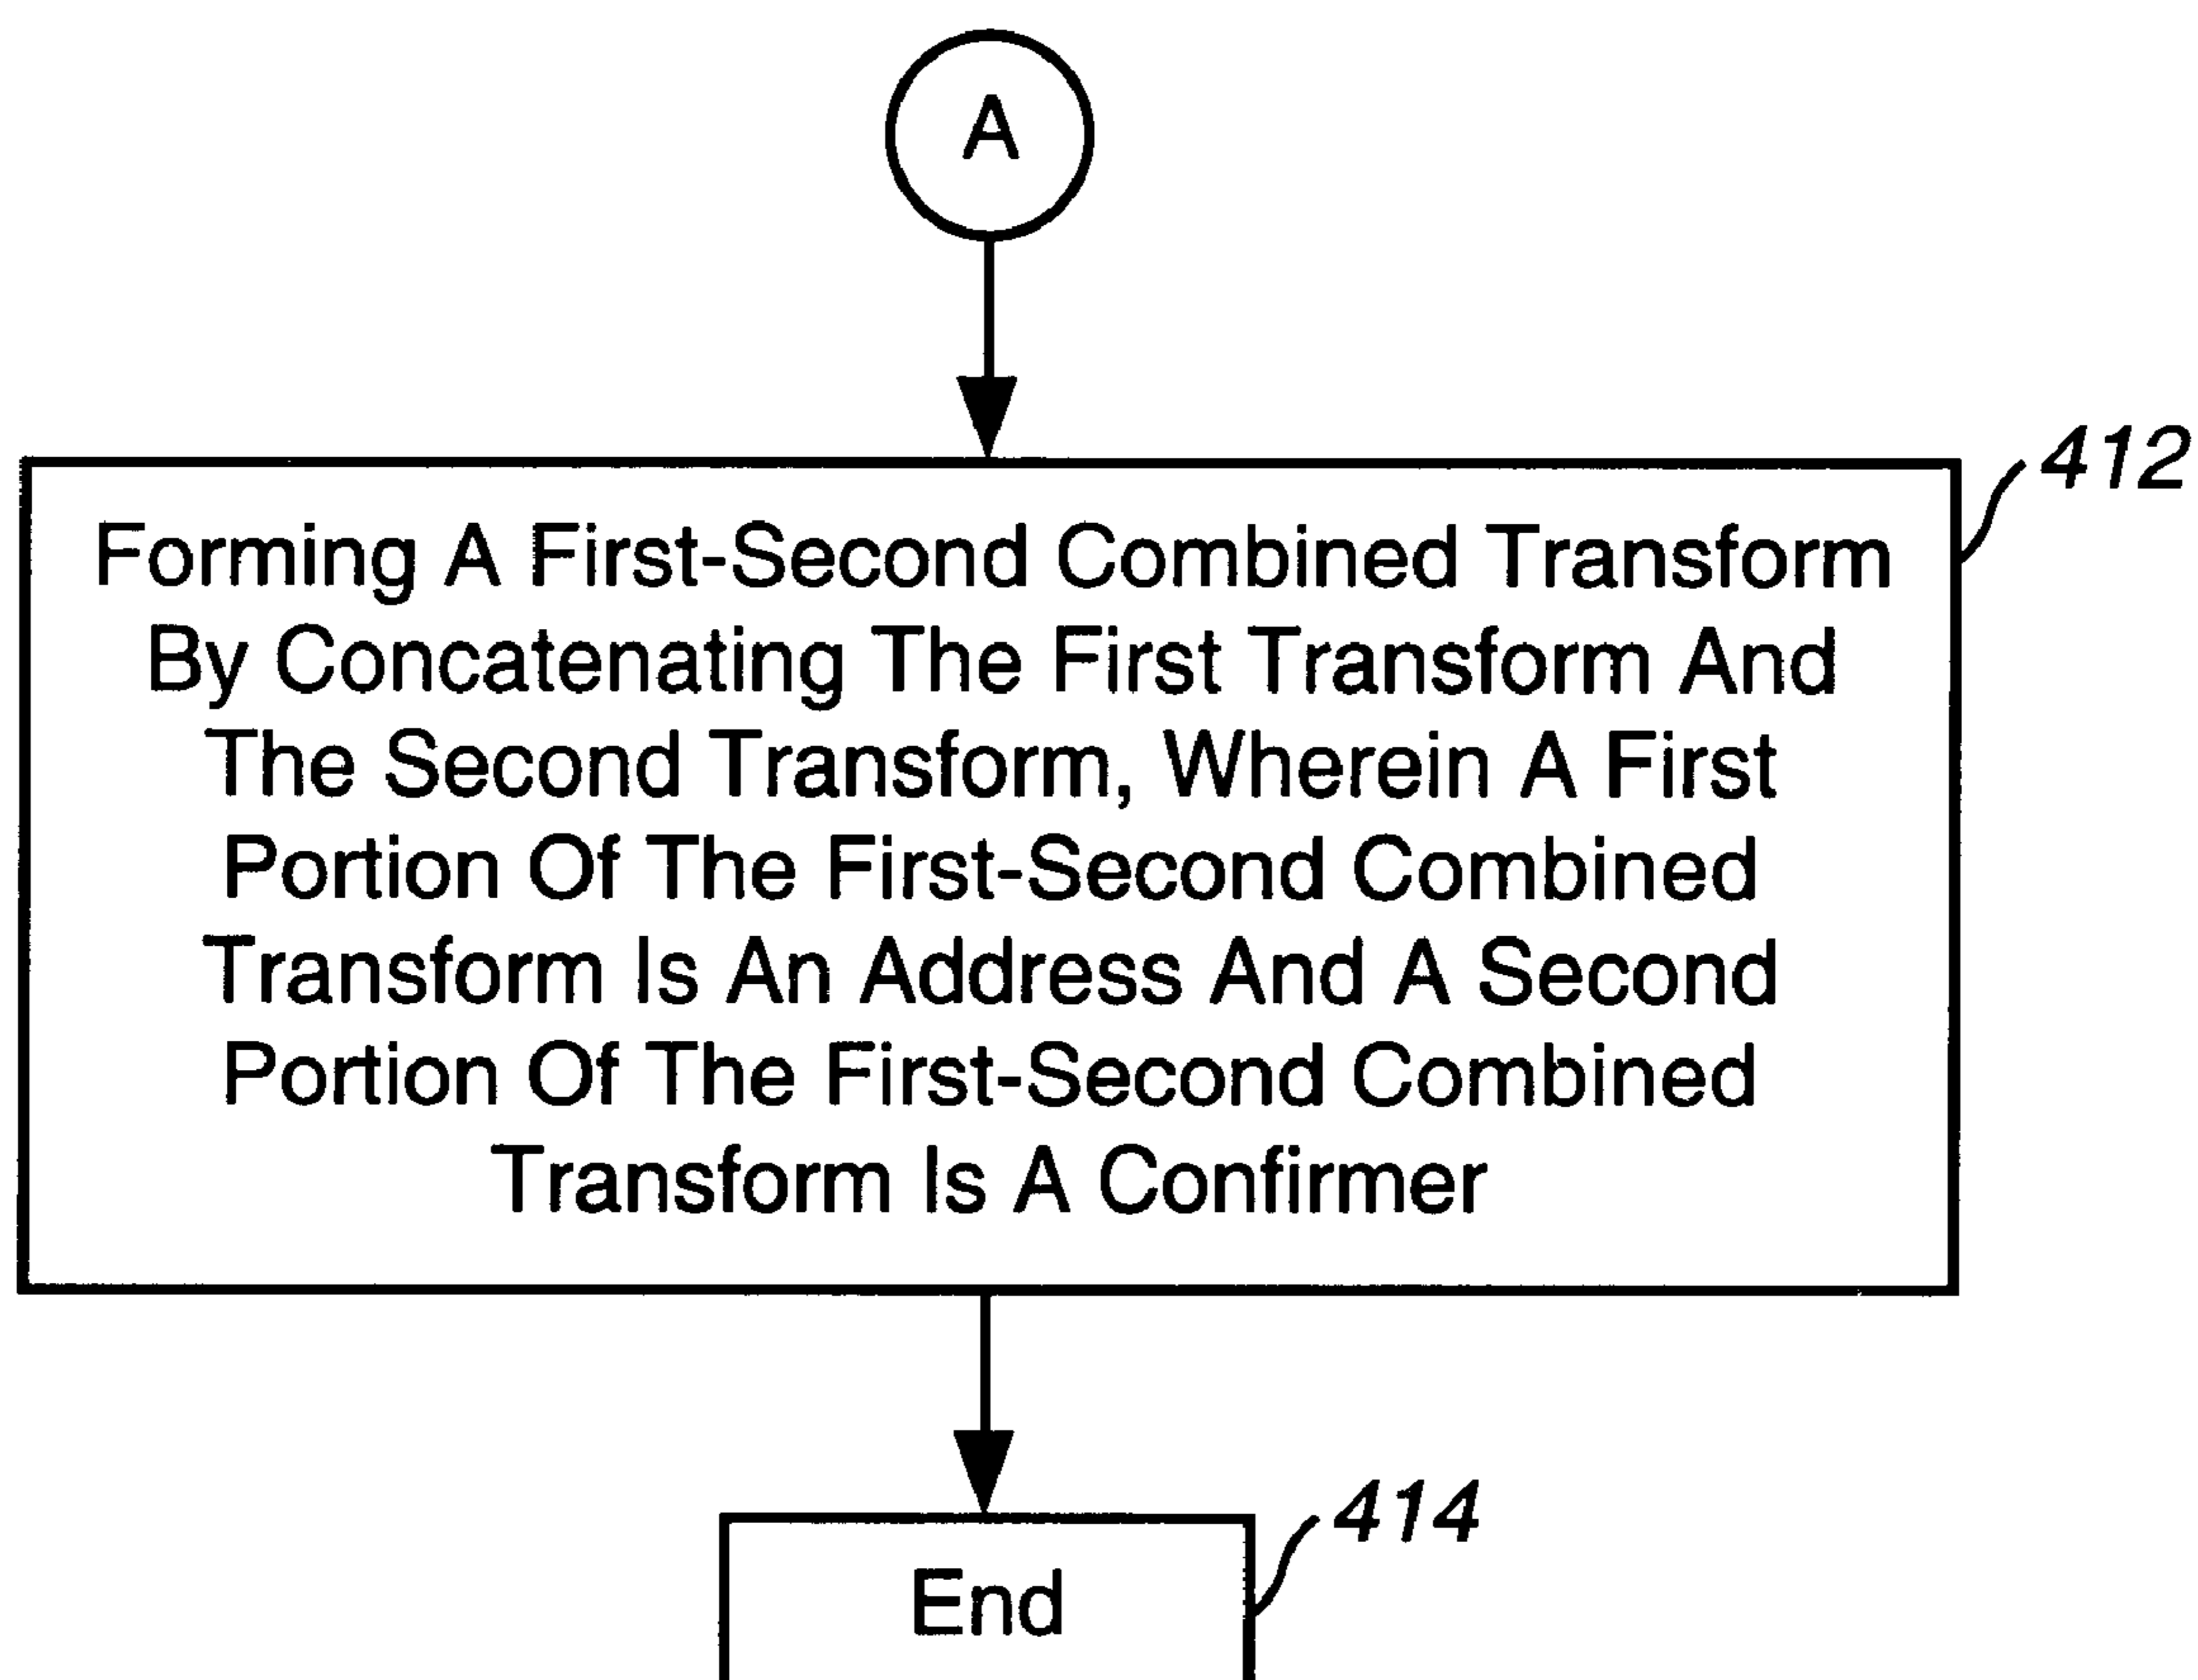 A
412
Forming A First-Second Combined Transform
By Concatenating The First Transform And
The Second Transform, Wherein A First
Portion Of The First-Second Combined
Transform Is An Address And A Second
Portion Of The First-Second Combined
Transform Is A Confirmer
414
End